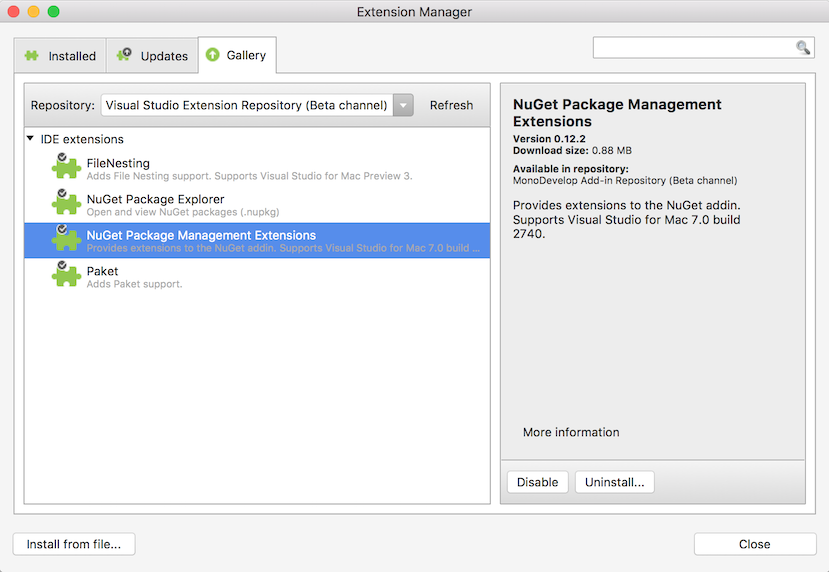 Extension Manager
Installed
Updates
Gallery
Repository:
Visual Studio Extension Repository (Beta channel)
Refresh
IDE extensions
FileNesting
Adds File Nesting support. Supports Visual Studio for Mac Preview 3.
NuGet Package Explorer
Open and view NuGet packages (.nupkg)
NuGet Package Management Extensions
Provides extensions to the NuGet addin. Supports Visual Studio for Mac 7.0 build ...
Paket
Adds Paket support.
NuGet Package Management
Extensions
Version 0.12.2
Download size: 0.88 MB
Available in repository:
MonoDevelop Add-in Repository (Beta channel)
Provides extensions to the NuGet addin.
Supports Visual Studio for Mac 7.0 build
2740.
More information
Disable
Uninstall...
Install from file...
Close